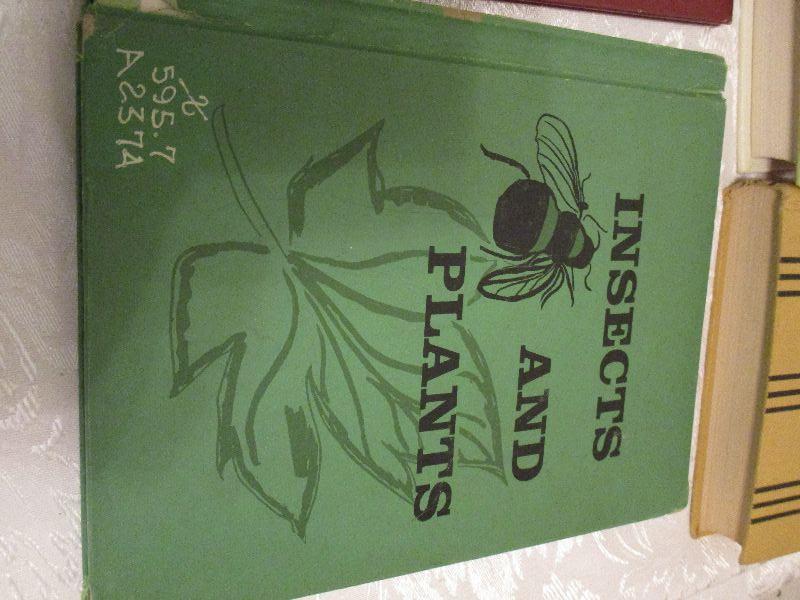 INSECTS
AND
PLANTS
x
595.7
A237A